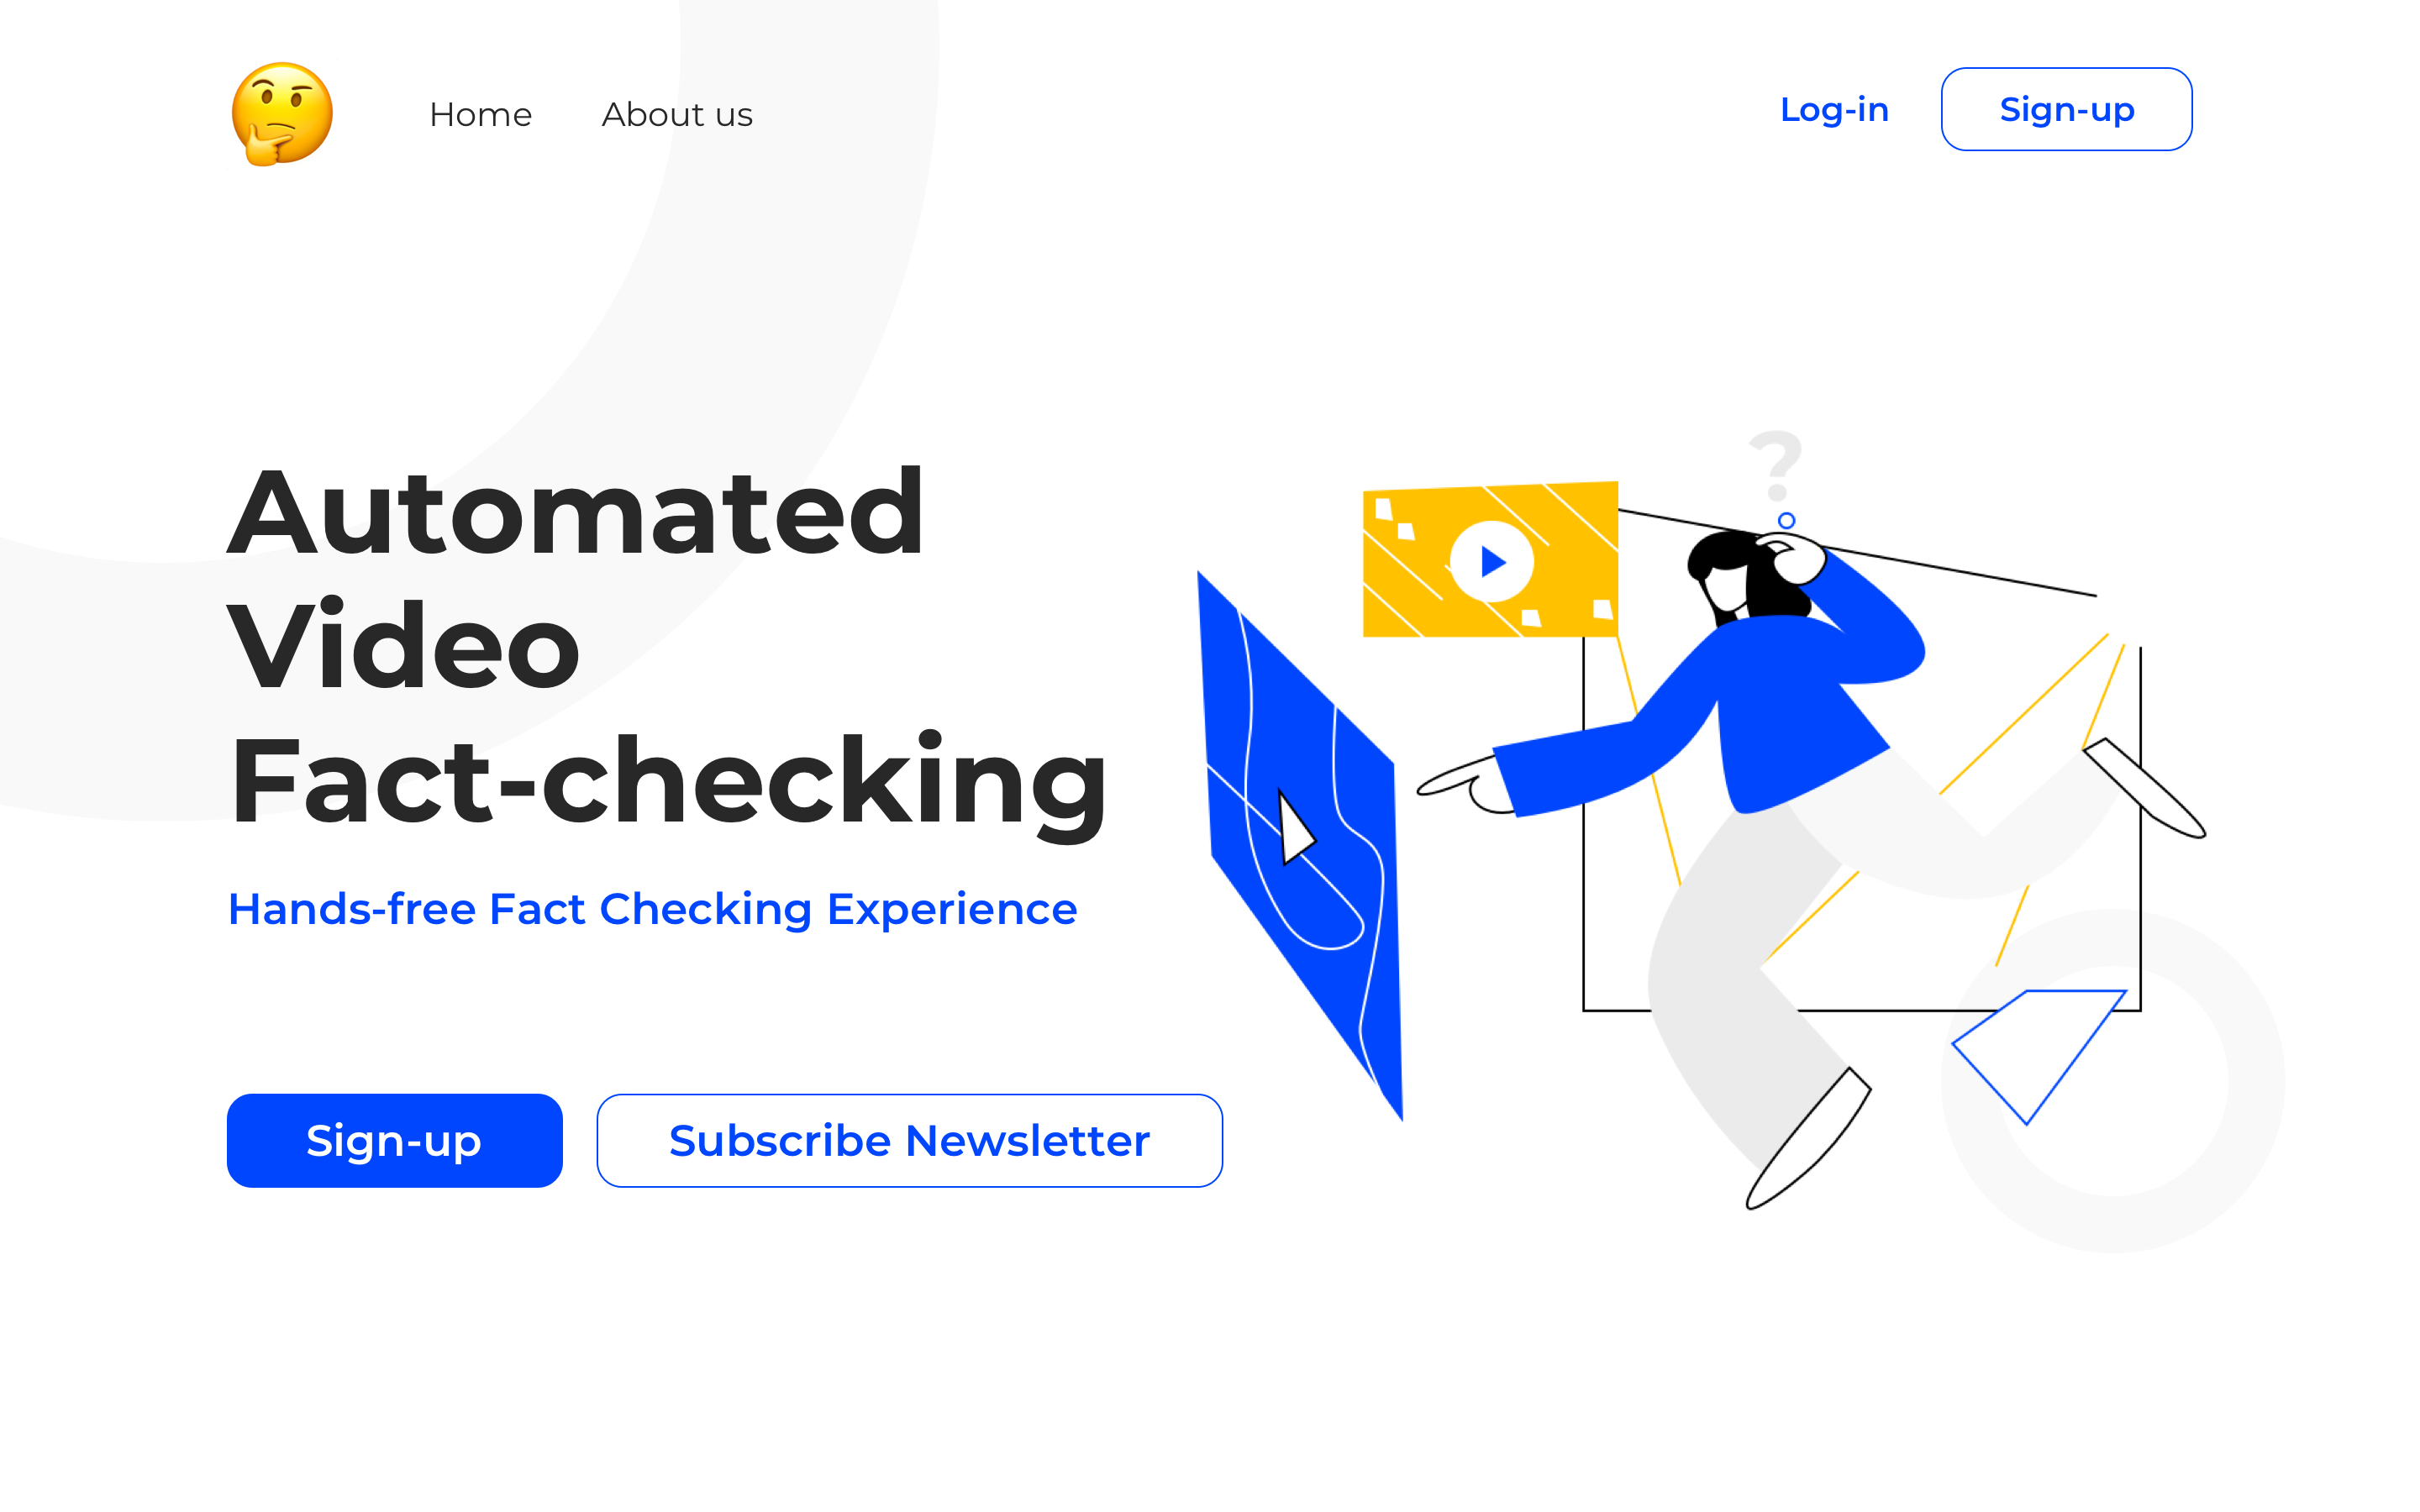 Home
About us
Log-in
Sign-up
Automated
Video
Fact-checking
Hands-free Fact Checking Experience
Sign-up
Subscribe Newsletter
?